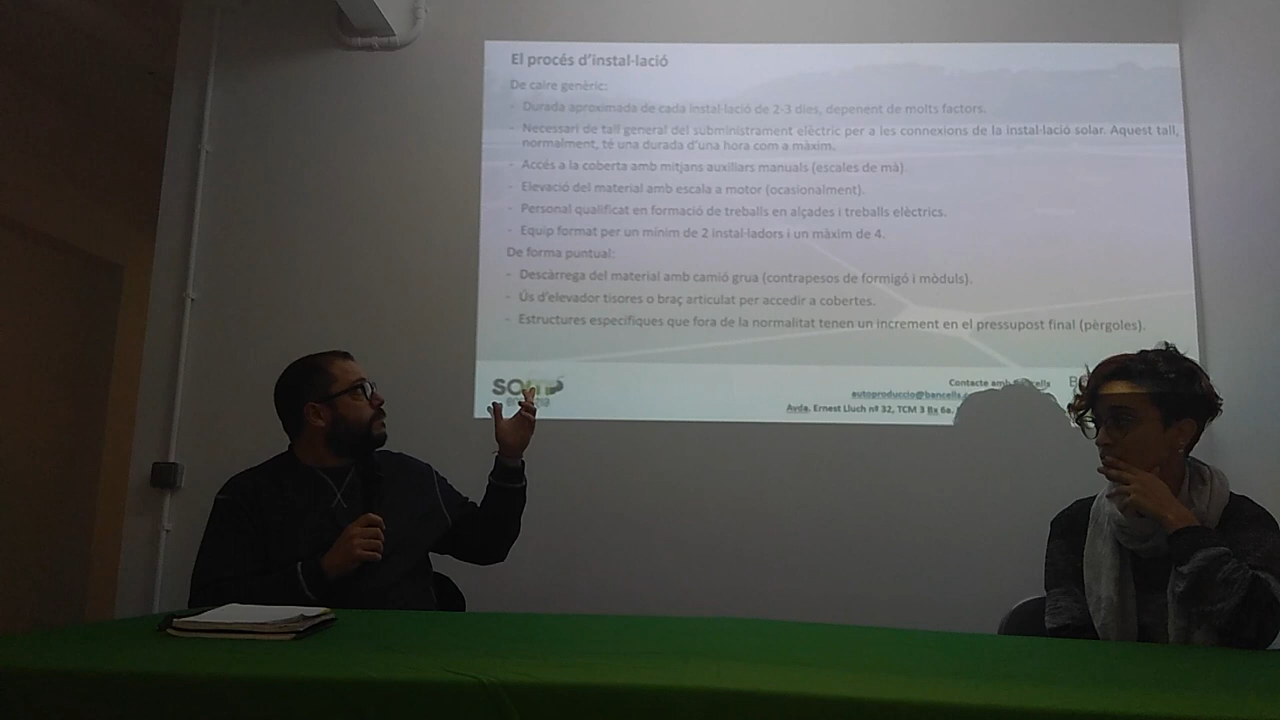 El procés d'instal·lació
De caire genèric:
- Durada aproximada de cada instal·lació de 2-3 dies, depenent de molts factors.
- Necessari de tall general del subministrament elèctric per a les connexions de la instal·lació solar. Aquest tall,
normalment, té una durada d'una hora com a màxim.
- Accés a la coberta amb mitjans auxiliars manuals (escales de mà).
- Elevació del material amb escala a motor (ocasionalment).
- Personal qualificat en formació de treballs en alçades i treballs elèctrics.
- Equip format per un mínim de 2 instal·ladors i un màxim de 4.
De forma puntual:
- Descàrrega del material amb camió grua (contrapesos de formigó i mòduls).
- Ús d'elevador tisores o braç articulat per accedir a cobertes.
- Estructures específiques que fora de la normalitat tenen un increment en el pressupost final (pèrgoles).
Contacte amb
autoproduccio@bancells.
Avda. Ernest Lluch nº 32, TCM 3 Bx 6a.